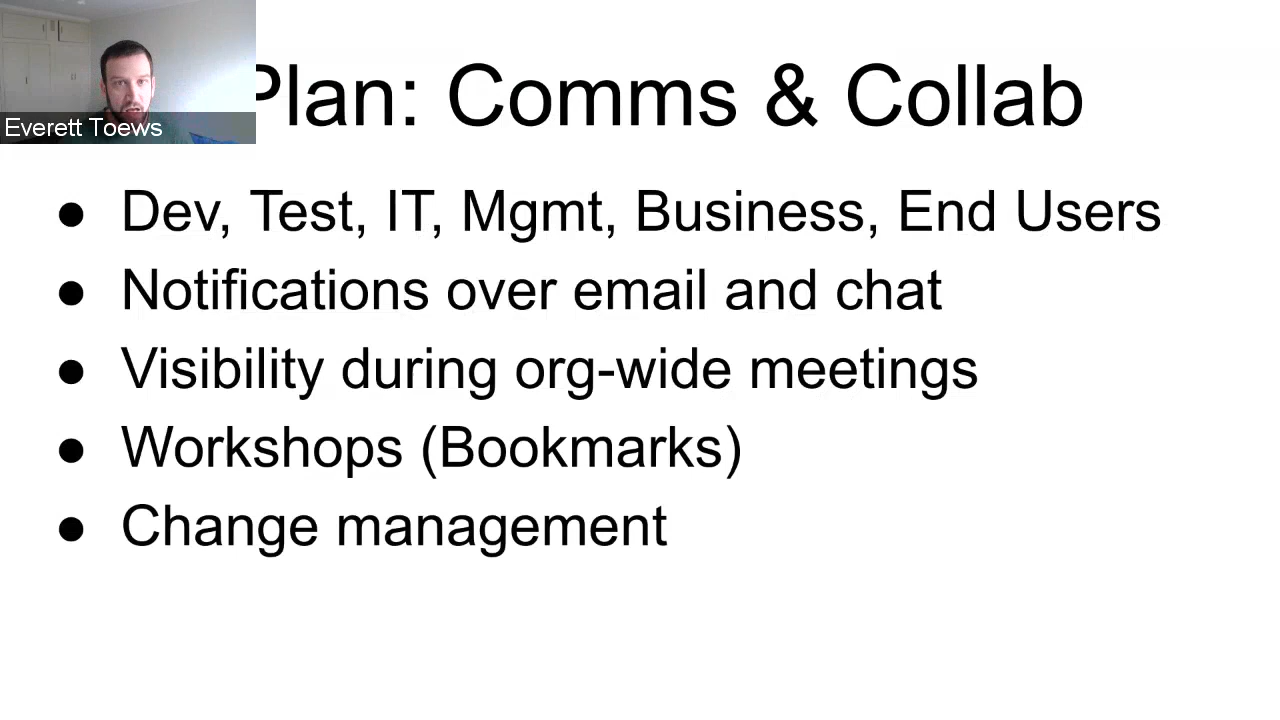 Plan: Comms & Collab
Everett Toews
● Dev, Test, IT, Mgmt, Business, End Users
● Notifications over email and chat
● Visibility during org-wide meetings
● Workshops (Bookmarks)
● Change management